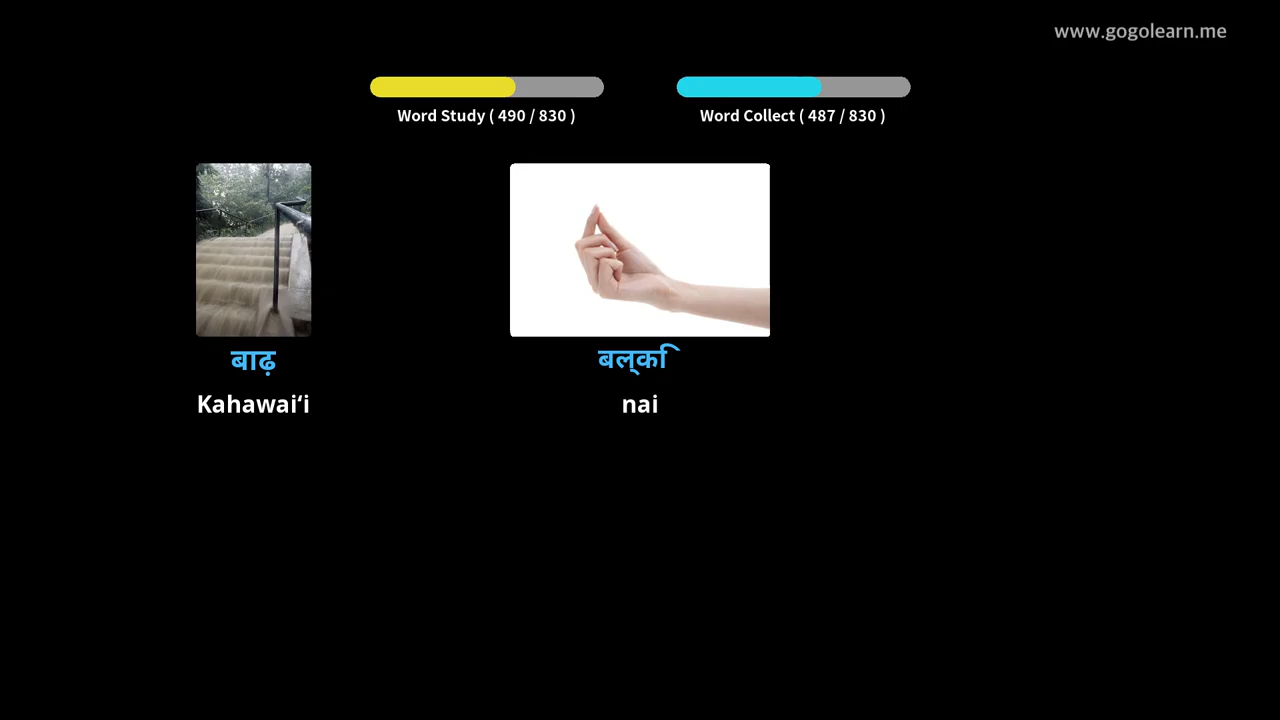 www.gogolearn.me
Word Study ( 490 / 830 )
Word Collect ( 487 / 830 )
बाढ़
Kahawaiʻi
बल्कि
nai